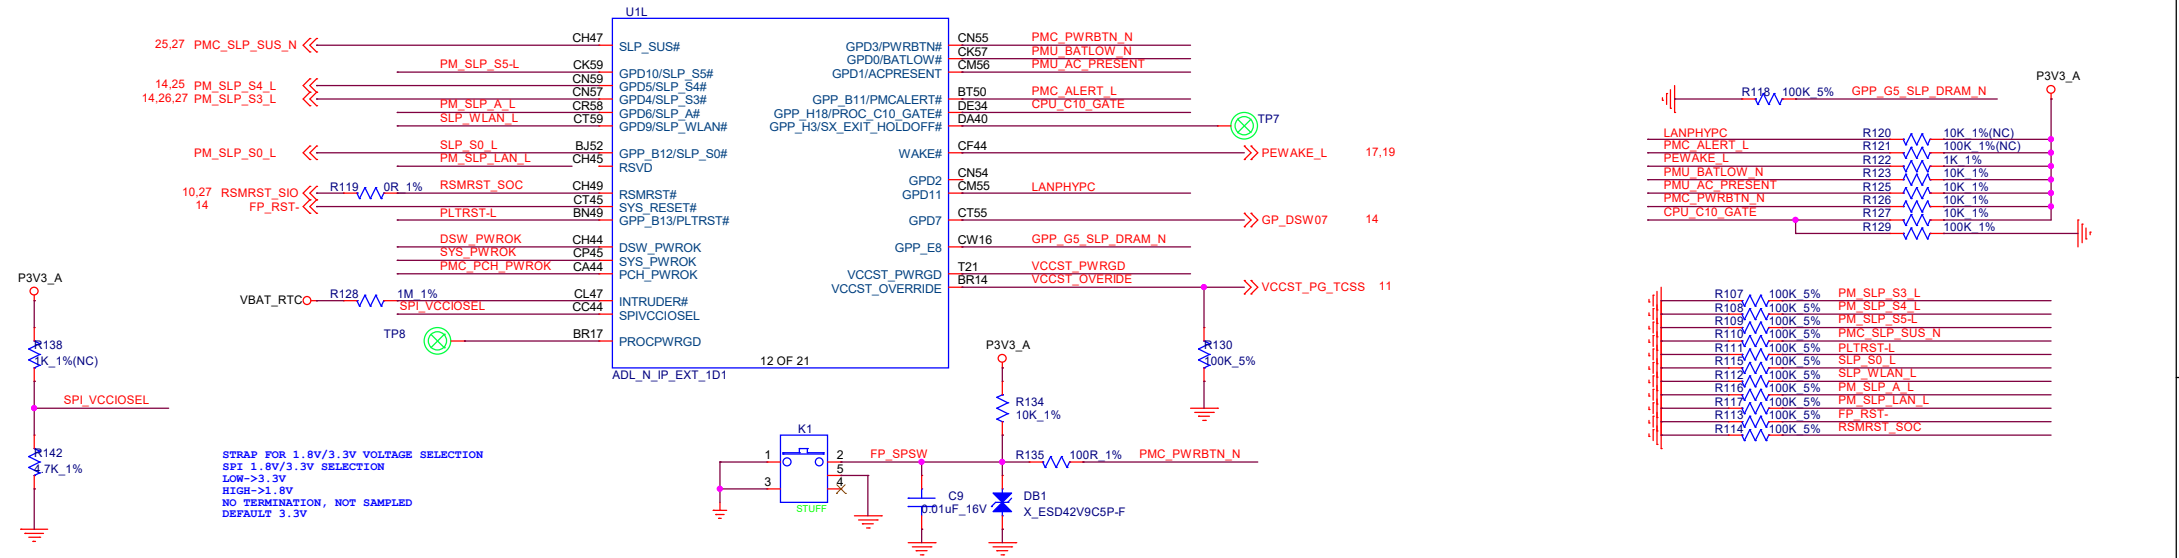 U1L
25,27 PMC_SLP_SUS_N CH47 SLP_SUS#
PM_SLP_S5-L CK59 GPD10/SLP_S5#
14,25 PM_SLP_S4_L CN59 GPD5/SLP_S4#
14,26,27 PM_SLP_S3_L CN57 GPD4/SLP_S3#
PM_SLP_A_L CR58 GPD6/SLP_A#
SLP_WLAN_L CT59 GPD9/SLP_WLAN#
PM_SLP_S0_L SLP_S0_L BJ52 GPP_B12/SLP_S0#
PM_SLP_LAN_L CH45 RSVD
10,27 RSMRST_SIO R119 0R_1% RSMRST_SOC CH49 RSMRST#
14 FP_RST- CT45 SYS_RESET#
PLTRST-L BN49 GPP_B13/PLTRST#
DSW_PWROK CH44 DSW_PWROK
SYS_PWROK CP45 SYS_PWROK
PMC_PCH_PWROK CA44 PCH_PWROK
VBAT_RTC R128 1M_1% CL47 INTRUDER#
SPI_VCCIOSEL CC44 SPIVCCIOSEL
TP8 BR17 PROCPWRGD
GPD3/PWRBTN# CN55 PMC_PWRBTN_N
GPD0/BATLOW# CK57 PMU_BATLOW_N
GPD1/ACPRESENT CM56 PMU_AC_PRESENT
GPP_B11/PMCALERT# BT50 PMC_ALERT_L
GPP_H18/PROC_C10_GATE# DE34 CPU_C10_GATE
GPP_H3/SX_EXIT_HOLDOFF# DA40 TP7
WAKE# CF44 PEWAKE_L 17,19
GPD2 CN54
GPD11 CM55 LANPHYPC
GPD7 CT55 GP_DSW07 14
GPP_E8 CW16 GPP_G5_SLP_DRAM_N
VCCST_PWRGD T21 VCCST_PWRGD
VCCST_OVERRIDE BR14 VCCST_OVERRIDE VCCST_PG_TCSS 11
12 OF 21
ADL_N_IP_EXT_1D1
R130
100K_5%
P3V3_A
R138
1K_1%(NC)
SPI_VCCIOSEL
R142
4.7K_1%
STRAP FOR 1.8V/3.3V VOLTAGE SELECTION
SPI 1.8V/3.3V SELECTION
LOW->3.3V
HIGH->1.8V
NO TERMINATION, NOT SAMPLED
DEFAULT 3.3V
P3V3_A
R134
10K_1%
K1
1 2
5
3 4
STUFF
FP_SPSW R135 100R_1% PMC_PWRBTN_N
C9
0.01uF_16V
DB1
X_ESD42V9C5P-F
P3V3_A
R118 100K_5% GPP_G5_SLP_DRAM_N
LANPHYPC R120 10K_1%(NC)
PMC_ALERT_L R121 100K_1%(NC)
PEWAKE_L R122 1K_1%
PMU_BATLOW_N R123 10K_1%
PMU_AC_PRESENT R125 10K_1%
PMC_PWRBTN_N R126 10K_1%
CPU_C10_GATE R127 10K_1%
R129 100K_1%
R107 100K_5% PM_SLP_S3_L
R108 100K_5% PM_SLP_S4_L
R109 100K_5% PM_SLP_S5-L
R110 100K_5% PMC_SLP_SUS_N
R111 100K_5% PLTRST-L
R115 100K_5% SLP_S0_L
R112 100K_5% SLP_WLAN_L
R116 100K_5% PM_SLP_A_L
R117 100K_5% PM_SLP_LAN_L
R113 100K_5% FP_RST-
R114 100K_5% RSMRST_SOC